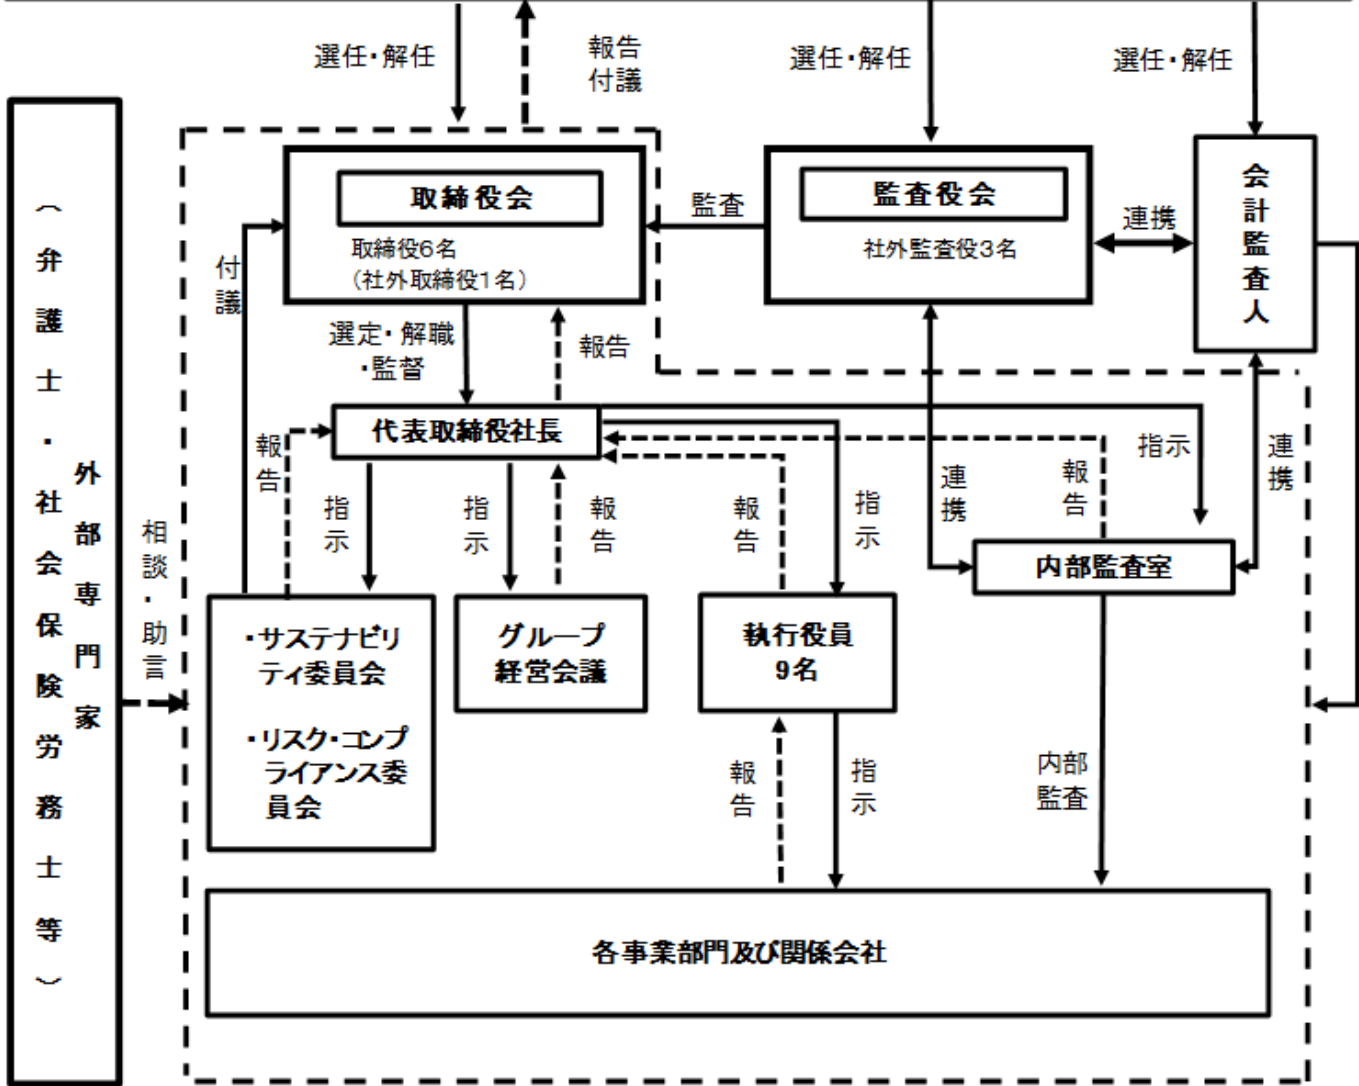 選任・解任
報告
付議
選任・解任
選任・解任
取締役会
取締役6名
（社外取締役1名）
監査
監査役会
社外監査役3名
連携
会計監査人
付議
選定・解職
・監督
報告
代表取締役社長
報告
指示
指示
報告
報告
指示
連携
報告
指示
連携
外部専門家
（弁護士・社会保険労務士等）
相談・助言
内部監査室
・サステナビリ
ティ委員会
・リスク・コンプ
ライアンス委
員会
グループ
経営会議
執行役員
9名
報告
指示
内部
監査
各事業部門及び関係会社